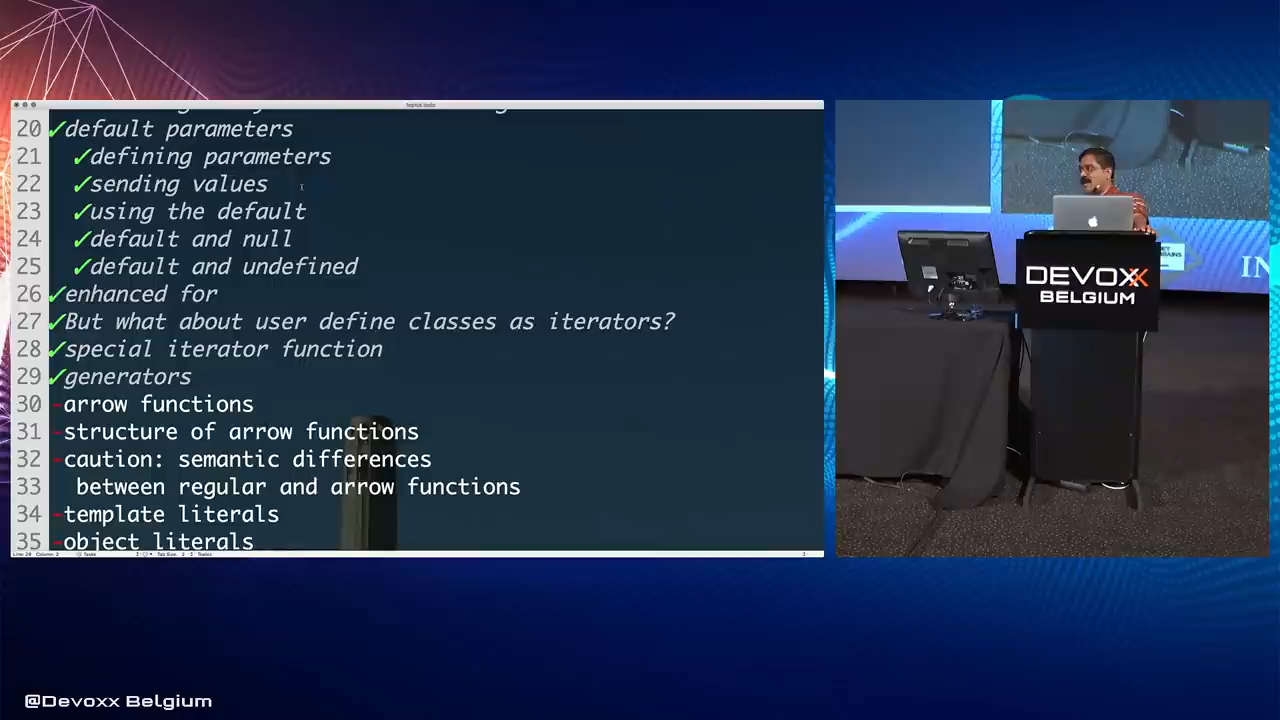 topics.todo
20 ✓default parameters
21 ✓defining parameters
22 ✓sending values
23 ✓using the default
24 ✓default and null
25 ✓default and undefined
26 ✓enhanced for
27 ✓But what about user define classes as iterators?
28 ✓special iterator function
29 ✓generators
30 -arrow functions
31 -structure of arrow functions
32 -caution: semantic differences
33 between regular and arrow functions
34 -template literals
35 -object literals
DEVOXX
BELGIUM
IN
@Devoxx Belgium